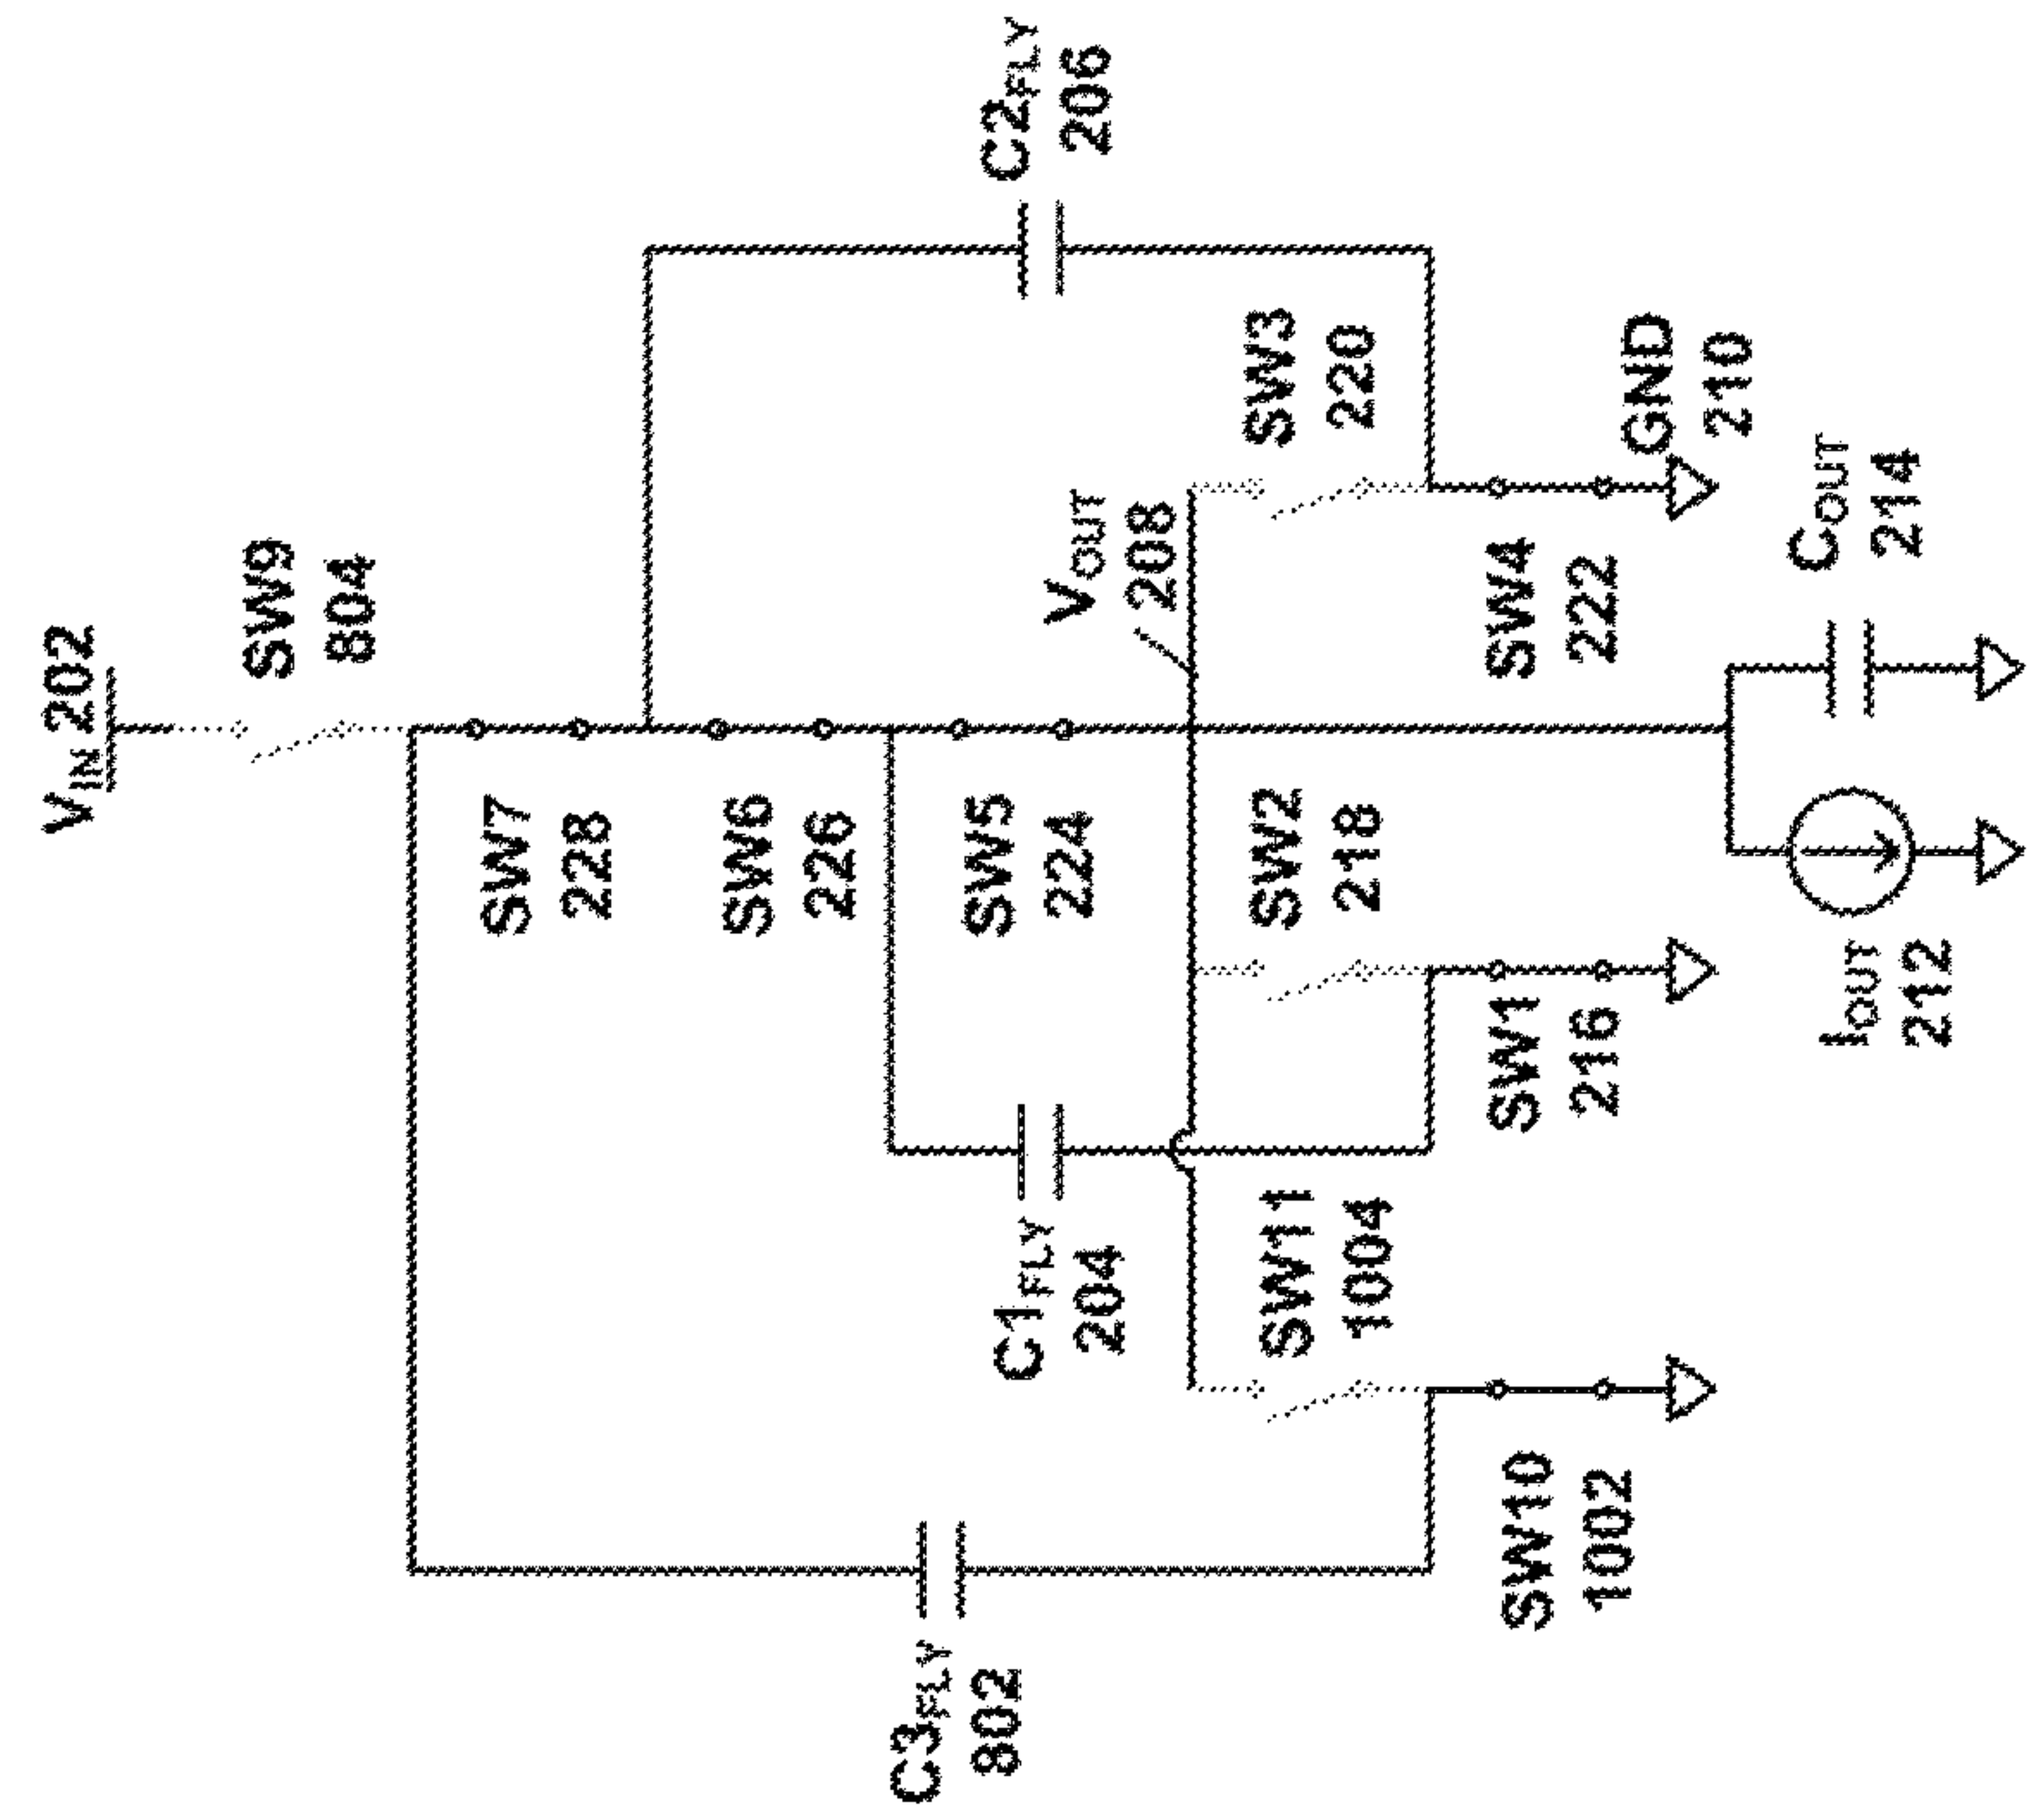 VIN 202
SW9
804
C2FLY
206
SW7
228
SW6
226
SW5
224
VOUT
208
SW3
220
SW2
218
C1FLY
204
SW11
1004
C3FLY
802
SW4
222
GND
210
SW1
216
SW10
1002
COUT
214
IOUT
212